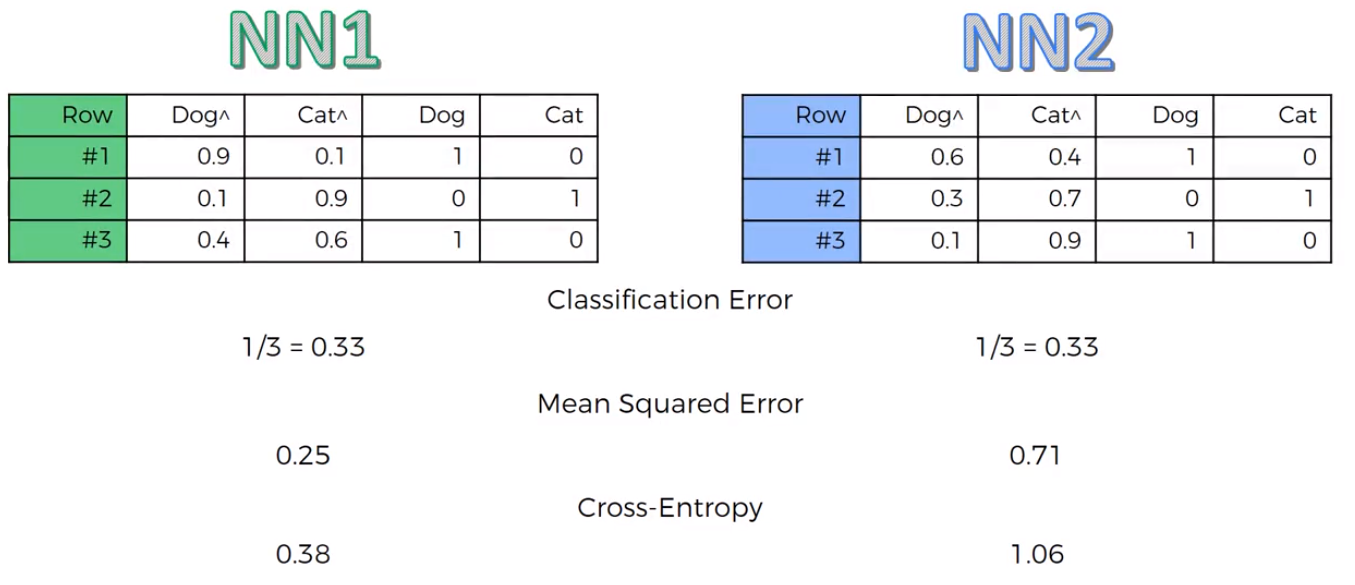 NN1
NN2
Row Dog^ Cat^ Dog Cat
#1 0.9 0.1 1 0
#2 0.1 0.9 0 1
#3 0.4 0.6 1 0
Row Dog^ Cat^ Dog Cat
#1 0.6 0.4 1 0
#2 0.3 0.7 0 1
#3 0.1 0.9 1 0
Classification Error
1/3 = 0.33
1/3 = 0.33
Mean Squared Error
0.25
0.71
Cross-Entropy
0.38
1.06